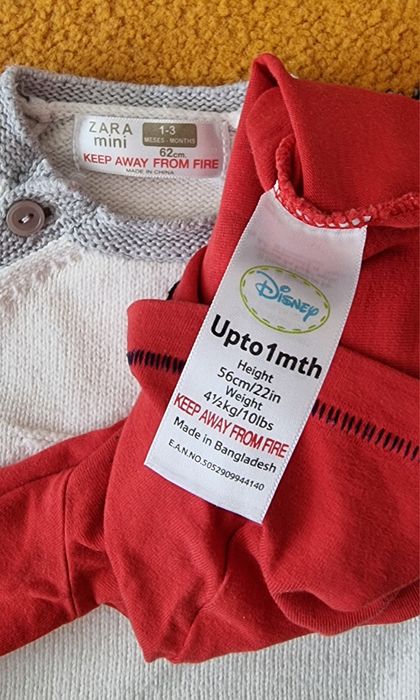 ZARA
mini
1-3
MESES - MONTHS
62cm.
KEEP AWAY FROM FIRE
MADE IN CHINA
Disney
Upto1mth
Height
56cm/22in
Weight
4½kg/10lbs
KEEP AWAY FROM FIRE
Made in Bangladesh
E.A.N.NO.5052909944140